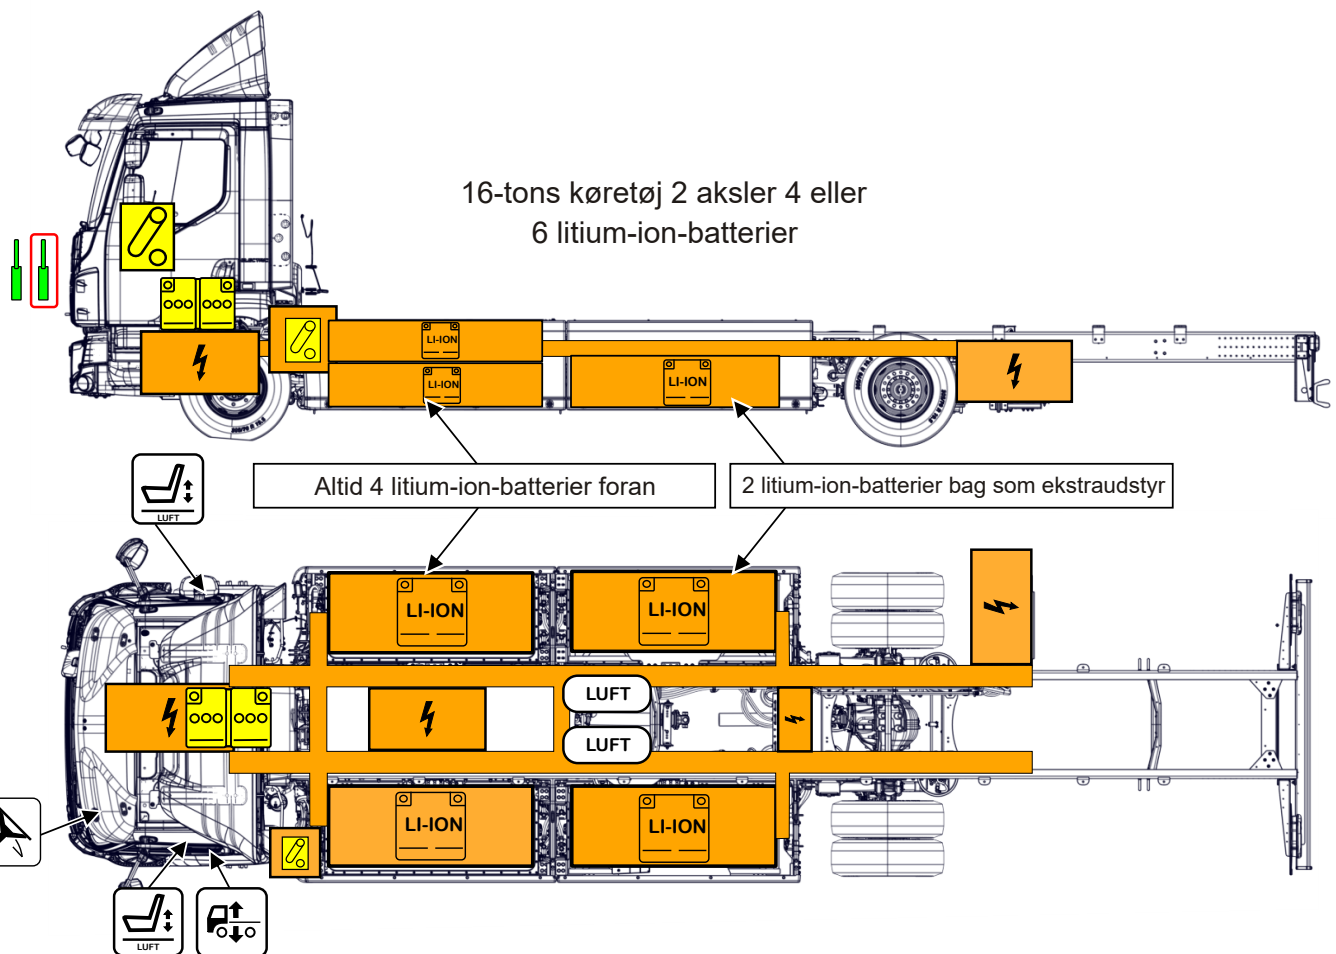 16-tons køretøj 2 aksler 4 eller
6 litium-ion-batterier
ELECTRIC
LI-ION
LI-ION
LI-ION
Altid 4 litium-ion-batterier foran
2 litium-ion-batterier bag som ekstraudstyr
LUFT
LI-ION
LI-ION
LUFT
LUFT
LI-ION
LI-ION
LUFT